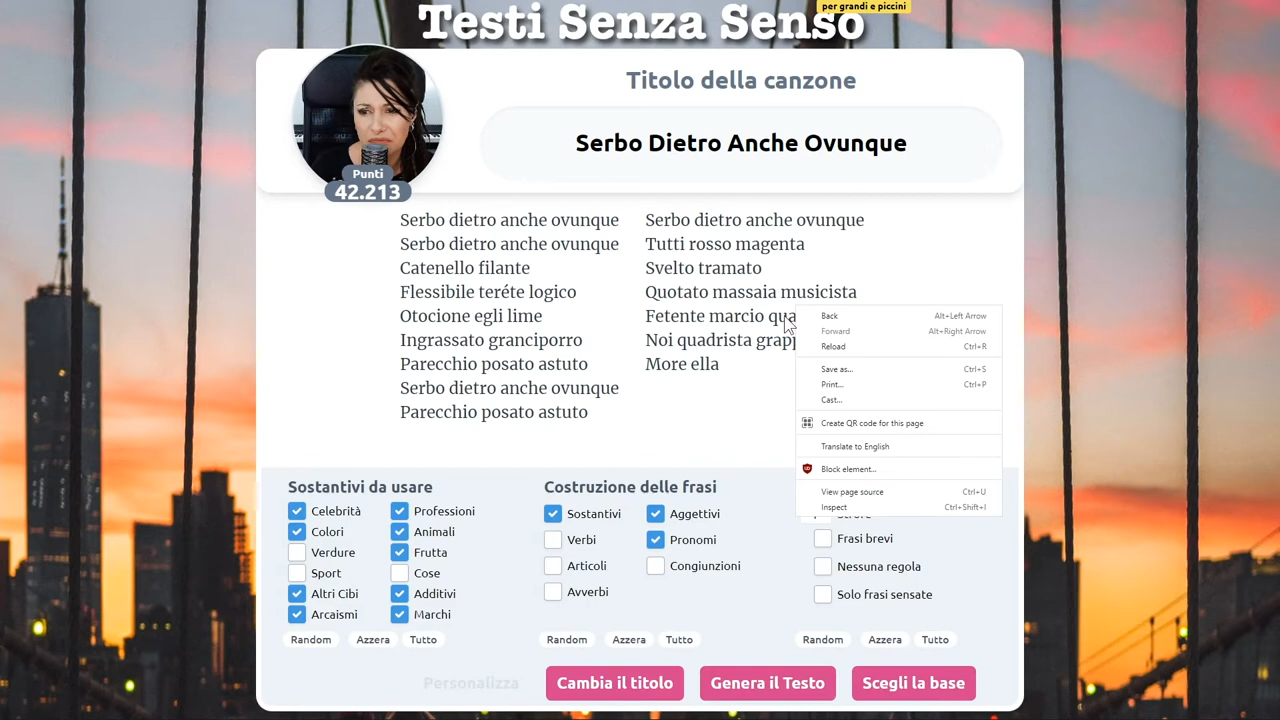 per grandi e piccini
Testi Senza Senso
Titolo della canzone
Serbo Dietro Anche Ovunque
Punti
42.213
Serbo dietro anche ovunque
Serbo dietro anche ovunque
Catenello filante
Flessibile teréte logico
Otocione egli lime
Ingrassato granciporro
Parecchio posato astuto
Serbo dietro anche ovunque
Parecchio posato astuto
Serbo dietro anche ovunque
Tutti rosso magenta
Svelto tramato
Quotato massaia musicista
Fetente marcio
Noi quadrista
More ella
Back Alt+Left Arrow
Forward Alt+Right Arrow
Reload Ctrl+R
Save as... Ctrl+S
Print... Ctrl+P
Cast...
Create QR code for this page
Translate to English
Block element...
View page source Ctrl+U
Inspect Ctrl+Shift+I
Sostantivi da usare
Celebrità Professioni
Colori Animali
Verdure Frutta
Sport Cose
Altri Cibi Additivi
Arcaismi Marchi
Random Azzera Tutto
Costruzione delle frasi
Sostantivi Aggettivi
Verbi Pronomi
Articoli Congiunzioni
Avverbi
Random Azzera Tutto
Frasi brevi
Nessuna regola
Solo frasi sensate
Random Azzera Tutto
Personalizza
Cambia il titolo
Genera il Testo
Scegli la base